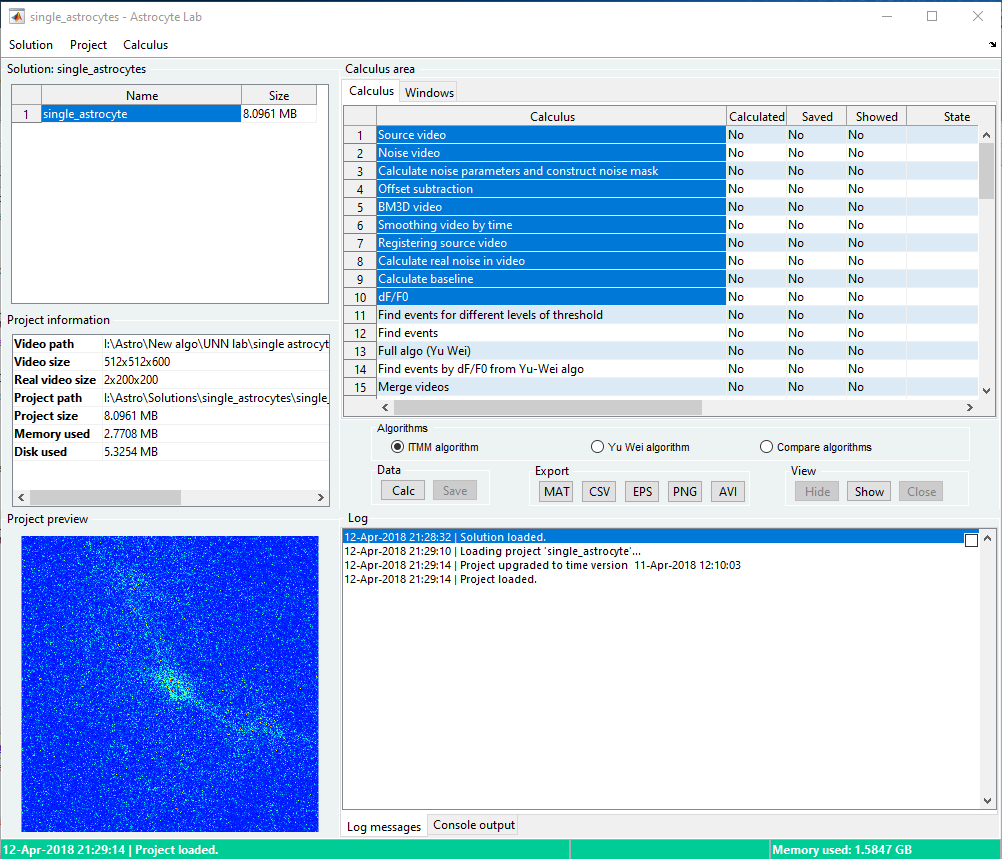 single_astrocytes - Astrocyte Lab
Solution Project Calculus
Solution: single_astrocytes
Name Size
1 single_astrocyte 8.0961 MB
Project information
Video path I:\Astro\New algo\UNN lab\single astrocyt
Video size 512x512x600
Real video size 2x200x200
Project path I:\Astro\Solutions\single_astrocytes\single_
Project size 8.0961 MB
Memory used 2.7708 MB
Disk used 5.3254 MB
Project preview
Calculus area
Calculus Windows
Calculus Calculated Saved Showed State
1 Source video No No No
2 Noise video No No No
3 Calculate noise parameters and construct noise mask No No No
4 Offset subtraction No No No
5 BM3D video No No No
6 Smoothing video by time No No No
7 Registering source video No No No
8 Calculate real noise in video No No No
9 Calculate baseline No No No
10 dF/F0 No No No
11 Find events for different levels of threshold No No No
12 Find events No No No
13 Full algo (Yu Wei) No No No
14 Find events by dF/F0 from Yu-Wei algo No No No
15 Merge videos No No No
Algorithms
ITMM algorithm Yu Wei algorithm Compare algorithms
Data Export View
Calc Save MAT CSV EPS PNG AVI Hide Show Close
Log
12-Apr-2018 21:28:32 | Solution loaded.
12-Apr-2018 21:29:10 | Loading project `single_astrocyte`...
12-Apr-2018 21:29:14 | Project upgraded to time version 11-Apr-2018 12:10:03
12-Apr-2018 21:29:14 | Project loaded.
Log messages Console output
12-Apr-2018 21:29:14 | Project loaded. Memory used: 1.5847 GB